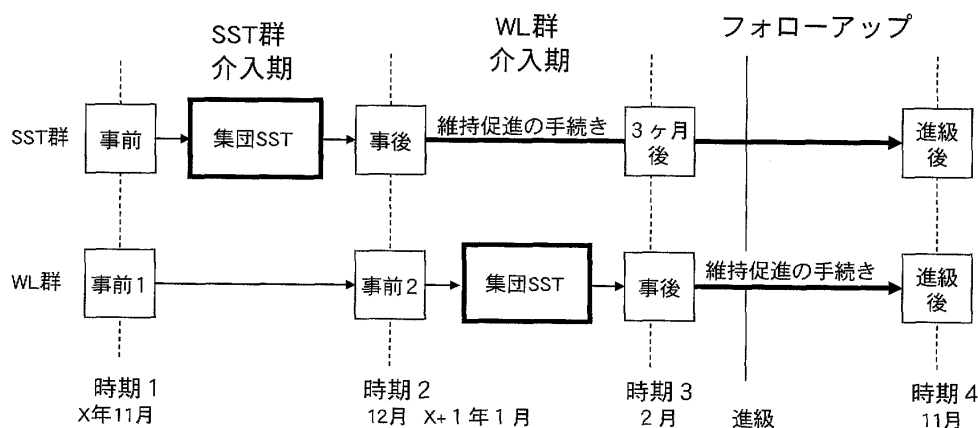 SST群
介入期
WL群
介入期
フォローアップ
SST群
事前
集団SST
事後
維持促進の手続き
3ヶ月
後
進級
後
WL群
事前1
事前2
集団SST
事後
維持促進の手続き
進級
後
時期1
X年11月
時期2
12月 X+1年1月
時期3
2月
進級
時期4
11月